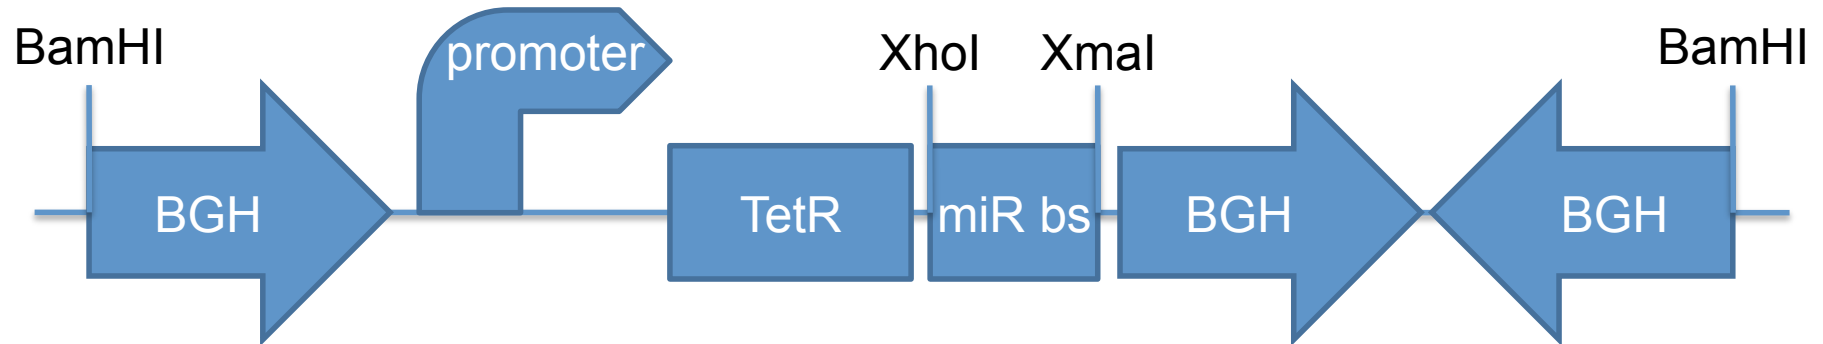 BamHI
promoter
XhoI
XmaI
BamHI
BGH
TetR
miR bs
BGH
BGH